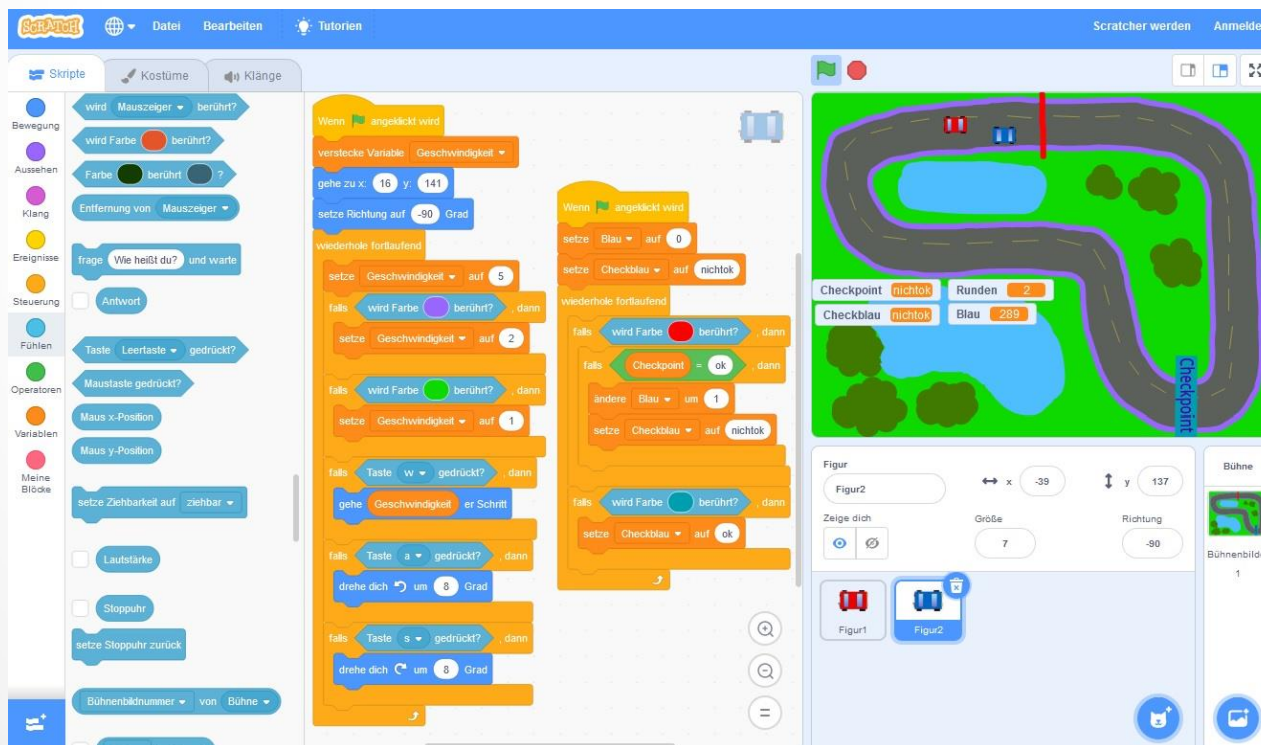 SCRATCH
Datei
Bearbeiten
Tutorien
Scratcher werden
Skripte
Kostüme
Klänge
Bewegung
Aussehen
Klang
Ereignisse
Steuerung
Fühlen
Operatoren
Variablen
Meine
Blöcke
wird Mauszeiger berührt?
wird Farbe berührt?
Farbe berührt ?
Entfernung von Mauszeiger
frage Wie heißt du? und warte
Antwort
Taste Leertaste gedrückt?
Maustaste gedrückt?
Maus x-Position
Maus y-Position
setze Ziehbarkeit auf ziehbar
Lautstärke
Stoppuhr
setze Stoppuhr zurück
Bühnenbildnummer von Bühne
Wenn angeklickt wird
verstecke Variable Geschwindigkeit
gehe zu x: 16 y: 141
setze Richtung auf -90 Grad
wiederhole fortlaufend
setze Geschwindigkeit auf 5
falls wird Farbe berührt? , dann
setze Geschwindigkeit auf 2
falls wird Farbe berührt? , dann
setze Geschwindigkeit auf 1
falls Taste w gedrückt? , dann
gehe Geschwindigkeit er Schritt
falls Taste a gedrückt? , dann
drehe dich um 8 Grad
falls Taste s gedrückt? , dann
drehe dich um 8 Grad
Wenn angeklickt wird
setze Blau auf 0
setze Checkblau auf nichtok
wiederhole fortlaufend
falls wird Farbe berührt? , dann
falls Checkpoint = ok , dann
ändere Blau um 1
setze Checkblau auf nichtok
falls wird Farbe berührt? , dann
setze Checkblau auf ok
Checkpoint nichtok
Runden 2
Checkblau nichtok
Blau 289
Checkpoint
Figur
Figur2
x -39
y 137
Zeige dich
Größe
7
Richtung
-90
Figur1
Figur2
Bühne
1